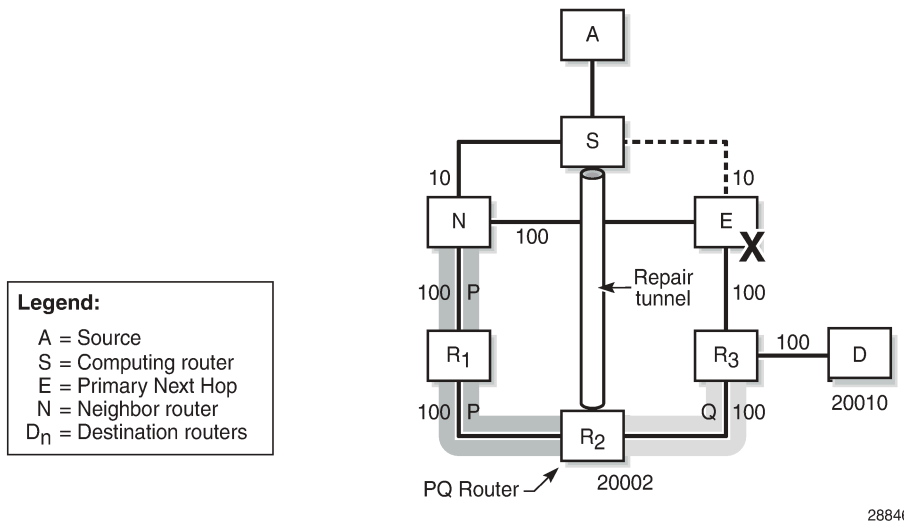 A
S
10
10
N
E
100
X
Repair
tunnel
100
P
100
Legend:
A = Source
S = Computing router
E = Primary Next Hop
N = Neighbor router
Dn = Destination routers
R1
R3
100
D
20010
100
P
Q
100
R2
PQ Router
20002
28846